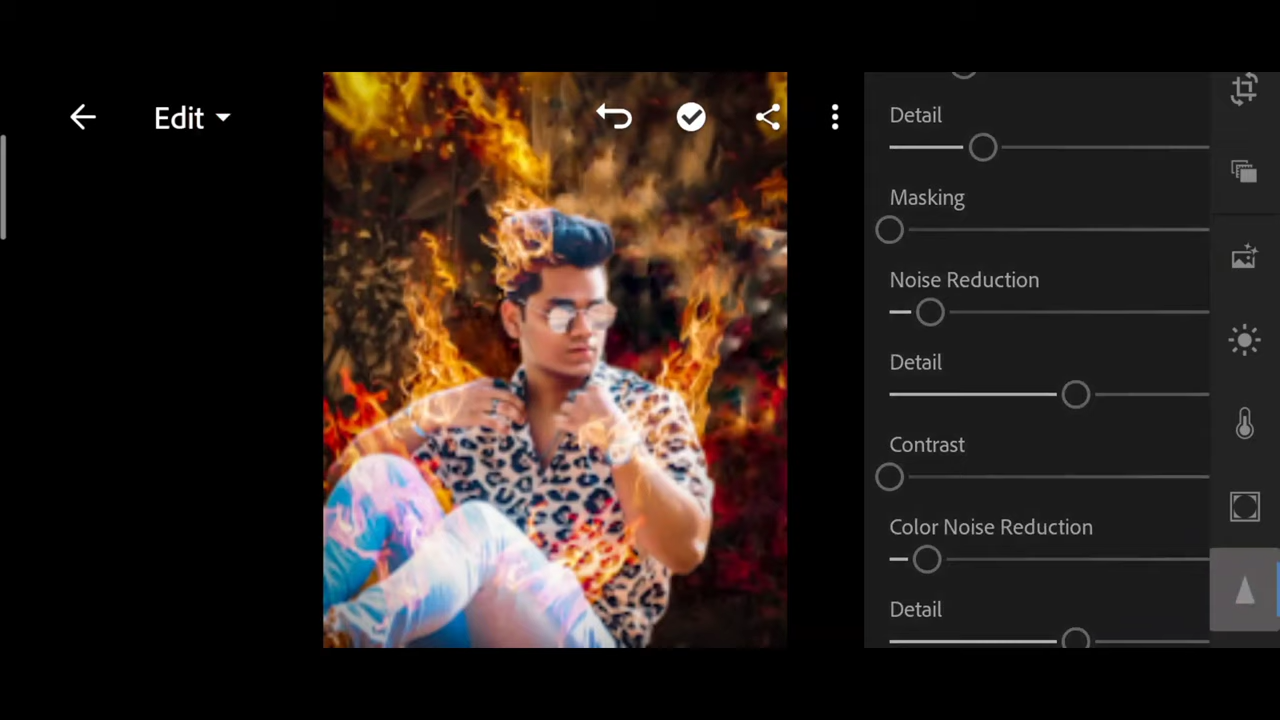 Edit
Detail
Masking
Noise Reduction
Detail
Contrast
Color Noise Reduction
Detail